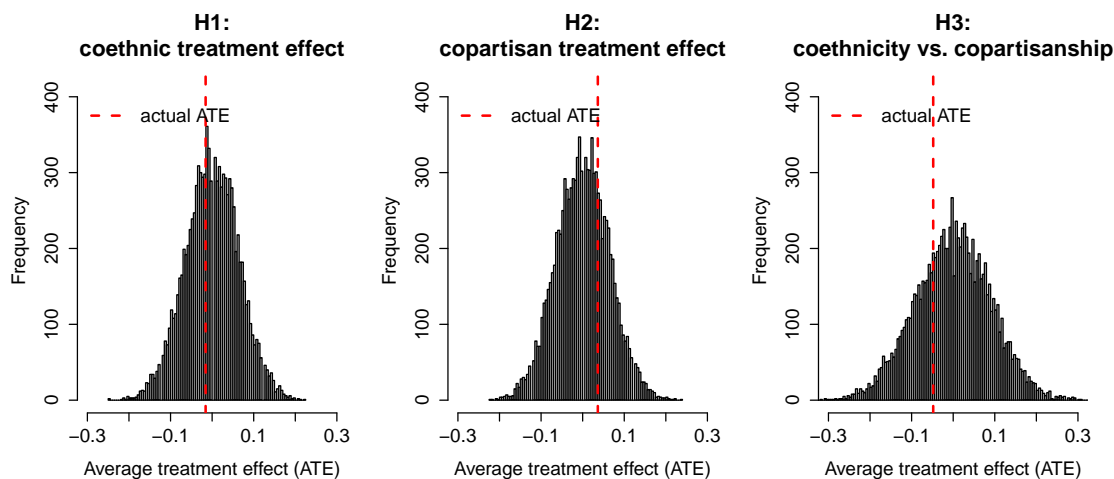 H1:
coethnic treatment effect
actual ATE
Frequency
400
300
200
100
0
−0.3
−0.1
0.1
0.3
Average treatment effect (ATE)
H2:
copartisan treatment effect
actual ATE
Frequency
400
300
200
100
0
−0.3
−0.1
0.1
0.3
Average treatment effect (ATE)
H3:
coethnicity vs. copartisanship
actual ATE
Frequency
400
300
200
100
0
−0.3
−0.1
0.1
0.3
Average treatment effect (ATE)